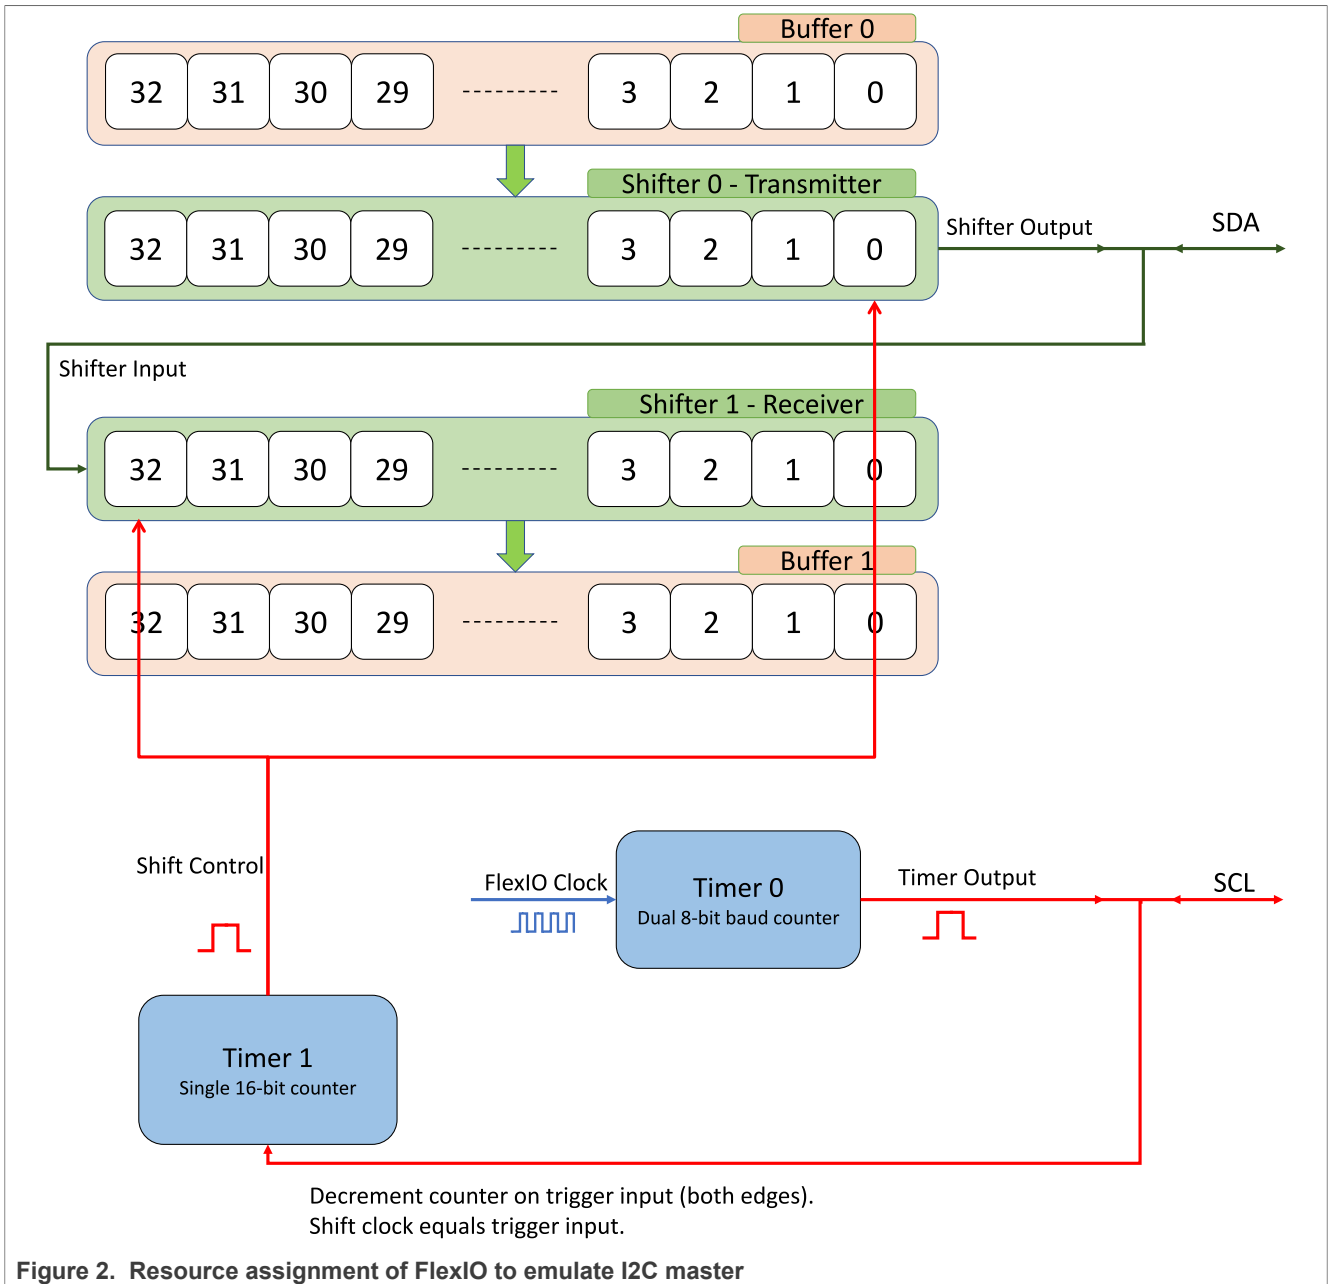 Buffer 0
32 31 30 29 --------- 3 2 1 0
Shifter 0 - Transmitter
32 31 30 29 --------- 3 2 1 0
Shifter Output
SDA
Shifter Input
Shifter 1 - Receiver
32 31 30 29 --------- 3 2 1 0
Buffer 1
32 31 30 29 --------- 3 2 1 0
Shift Control
FlexIO Clock
Timer 0
Dual 8-bit baud counter
Timer Output
SCL
Timer 1
Single 16-bit counter
Decrement counter on trigger input (both edges).
Shift clock equals trigger input.
Figure 2. Resource assignment of FlexIO to emulate I2C master